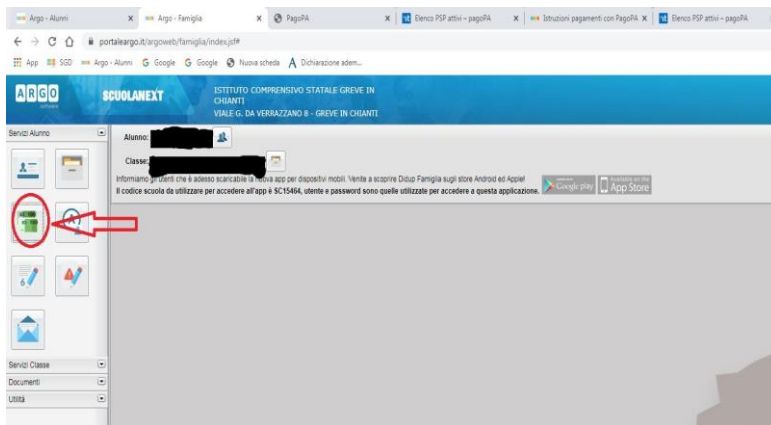 Argo - Alunni
Argo - Famiglia
PagoPA
Elenco PSP attivi – pagoPA
Istruzioni pagamenti con PagoPA
Elenco PSP attivi – pagoPA
portaleargo.it/argoweb/famiglia/index.jsf#
App
SGD
Argo - Alunni
Google
Google
Nuova scheda
Dichiarazione adem...
ARGO
software
SCUOLANEXT
ISTITUTO COMPRENSIVO STATALE GREVE IN
CHIANTI
VIALE G. DA VERRAZZANO 8 - GREVE IN CHIANTI
Servizi Alunno
Alunno:
Classe:
Informiamo gli utenti che è adesso scaricabile la nuova app per dispositivi mobili. Venite a scoprire Didup Famiglia sugli store Android ed Apple!
Il codice scuola da utilizzare per accedere all'app è SC15464, utente e password sono quelle utilizzate per accedere a questa applicazione.
Google play
Available on the
App Store
Servizi Classe
Documenti
Utilità